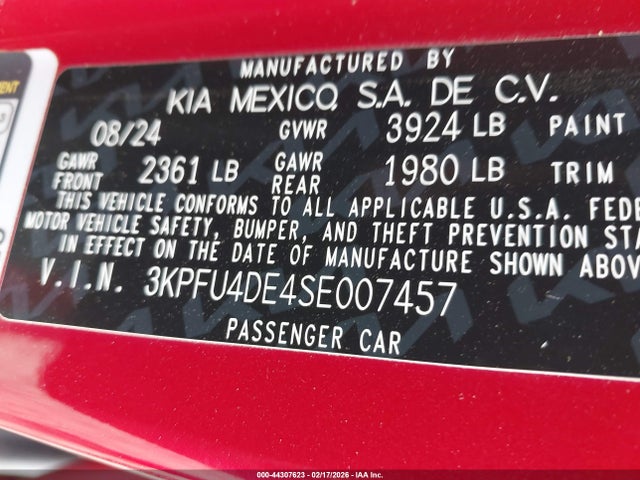 MANUFACTURED BY
KIA MEXICO, S.A. DE C.V.
08/24 GVWR 3924 LB PAINT
GAWR FRONT 2361 LB GAWR REAR 1980 LB TRIM
THIS VEHICLE CONFORMS TO ALL APPLICABLE U.S.A. FEDE
MOTOR VEHICLE SAFETY, BUMPER, AND THEFT PREVENTION STA
IN EFFECT ON THE DATE OF MANUFACTURE SHOWN ABOV
V.I.N. 3KPFU4DE4SE007457
PASSENGER CAR
000-44307623 - 02/17/2026 - IAA Inc.